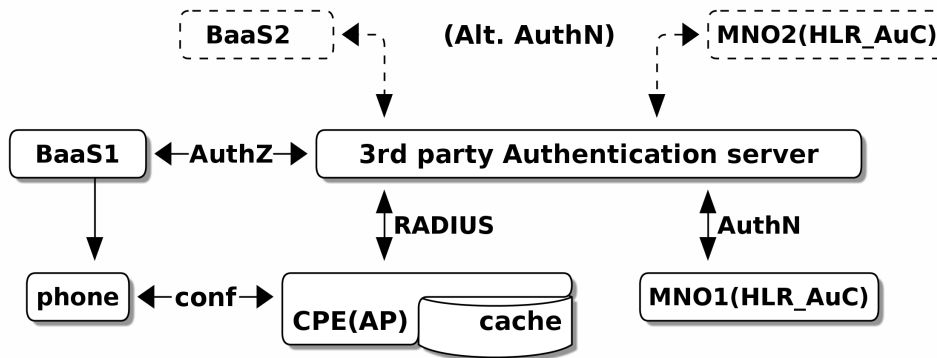 BaaS2
(Alt. AuthN)
MNO2(HLR_AuC)
BaaS1
AuthZ
3rd party Authentication server
RADIUS
AuthN
phone
conf
CPE(AP)
cache
MNO1(HLR_AuC)